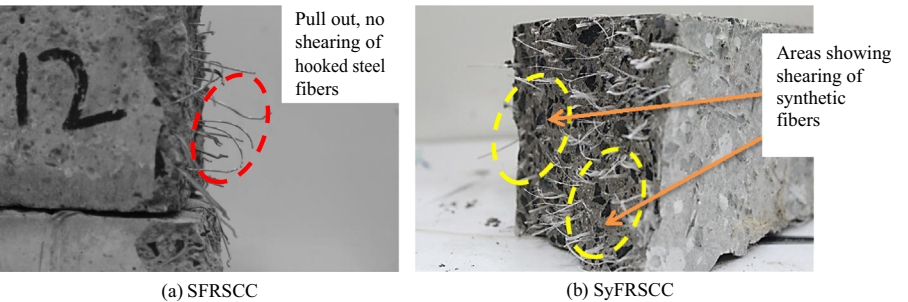 Pull out, no
shearing of
hooked steel
fibers
12
Areas showing
shearing of
synthetic
fibers
(a) SFRSCC
(b) SyFRSCC